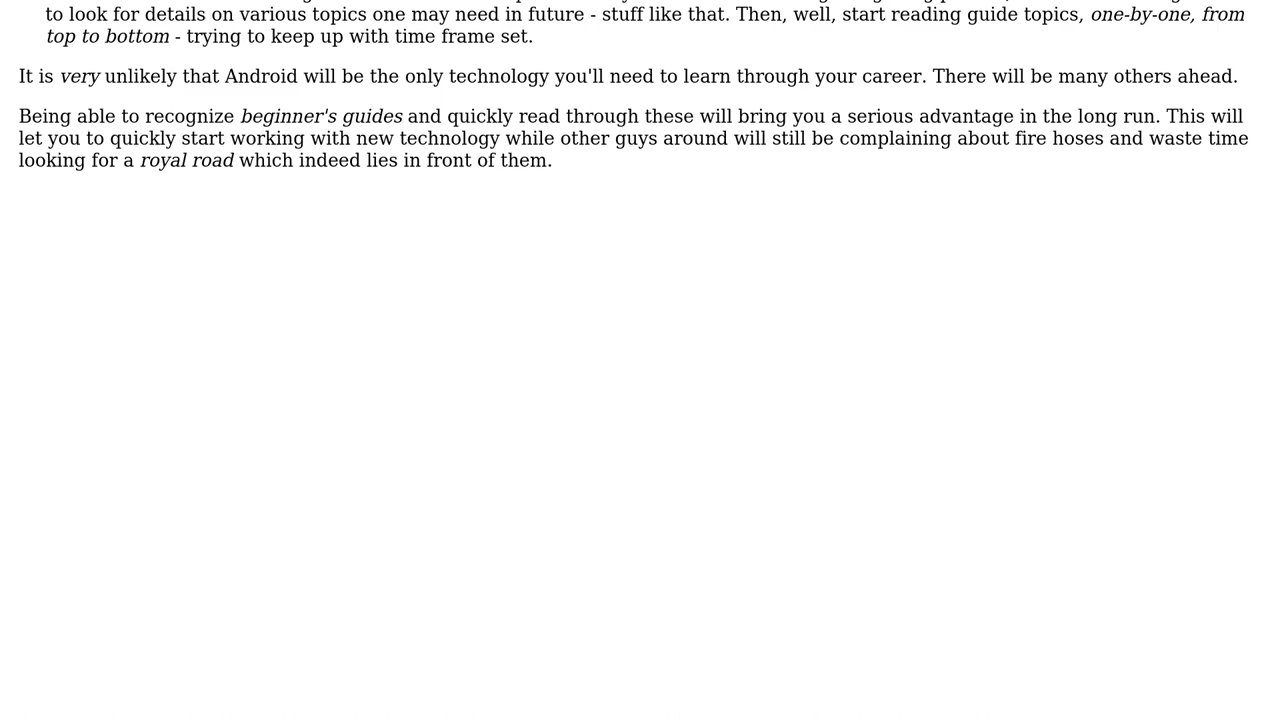 to look for details on various topics one may need in future - stuff like that. Then, well, start reading guide topics, one-by-one, from
top to bottom - trying to keep up with time frame set.
It is very unlikely that Android will be the only technology you'll need to learn through your career. There will be many others ahead.
Being able to recognize beginner's guides and quickly read through these will bring you a serious advantage in the long run. This will
let you to quickly start working with new technology while other guys around will still be complaining about fire hoses and waste time
looking for a royal road which indeed lies in front of them.